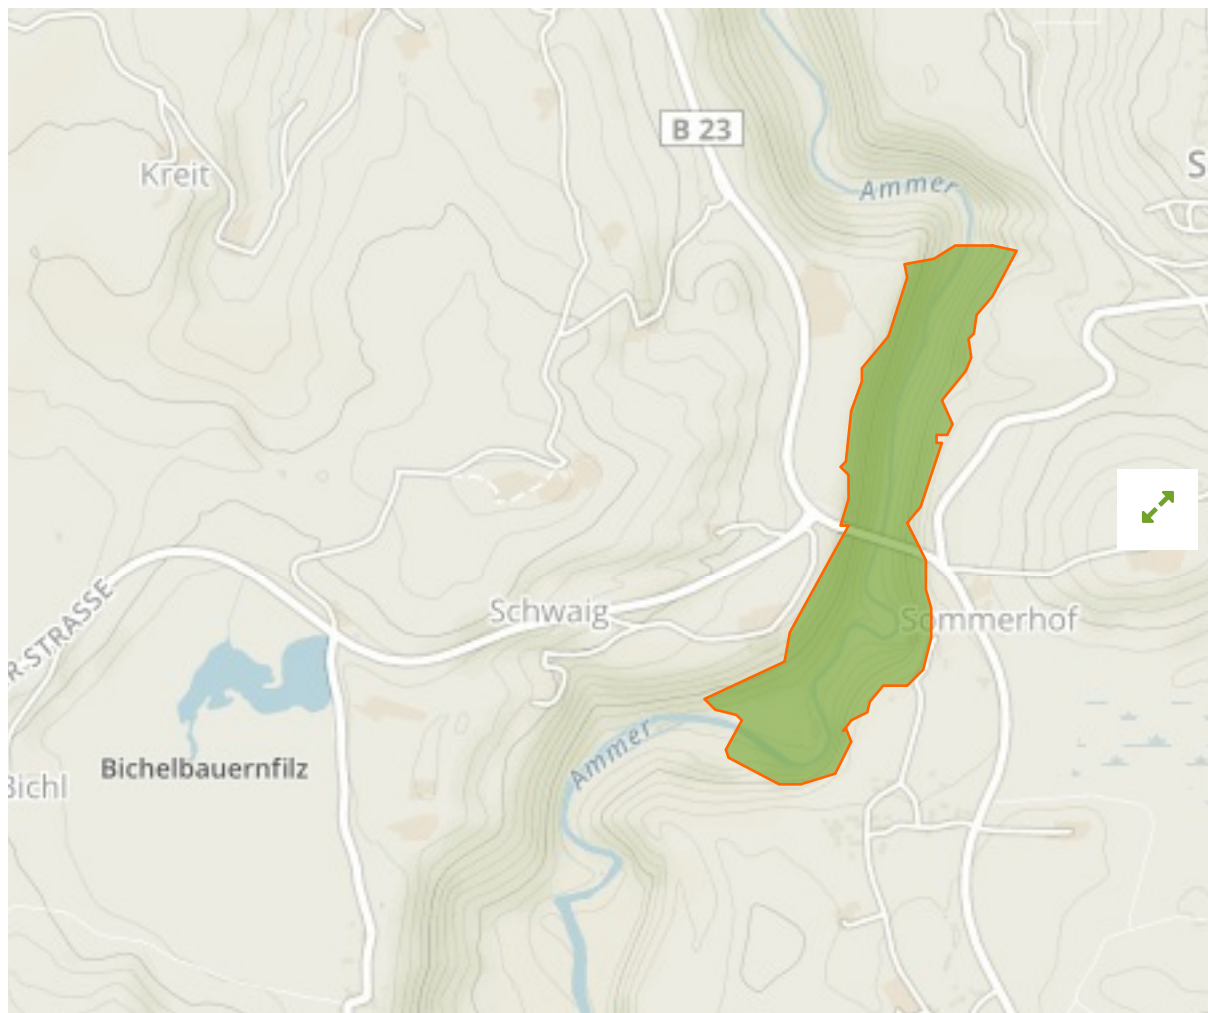 B 23
S
Kreit
Ammer
R-STRASSE
Schwaig
Sommerhof
Ammer
Bichelbauernfilz
Bichl